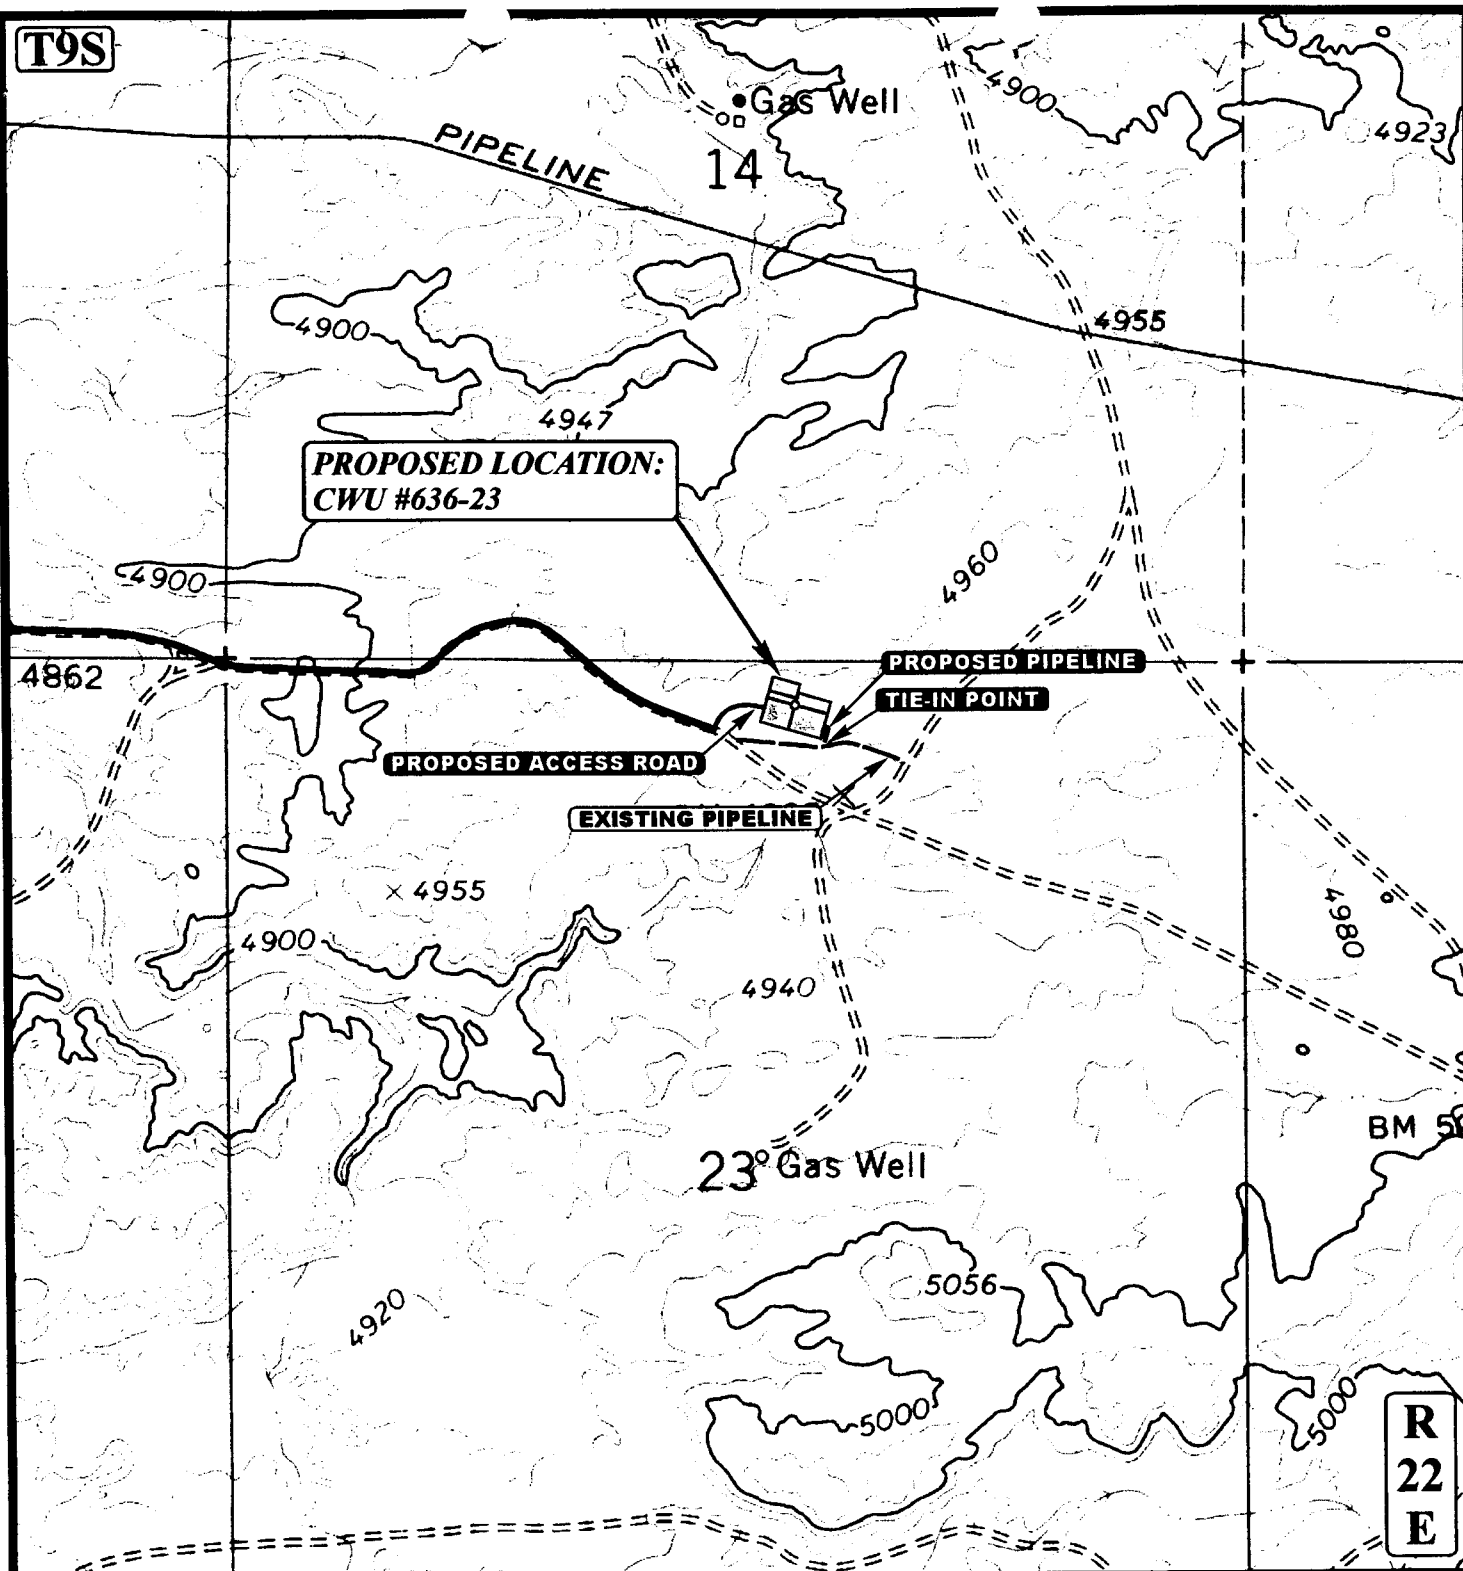 T9S
Gas Well
4900
4923
PIPELINE
14
4900
4955
4947
PROPOSED LOCATION:
CWU #636-23
4960
4900
4862
PROPOSED PIPELINE
TIE-IN POINT
PROPOSED ACCESS ROAD
EXISTING PIPELINE
4955
4980
4900
4940
BM
23
Gas Well
5056
4920
5000
5000
R
22
E